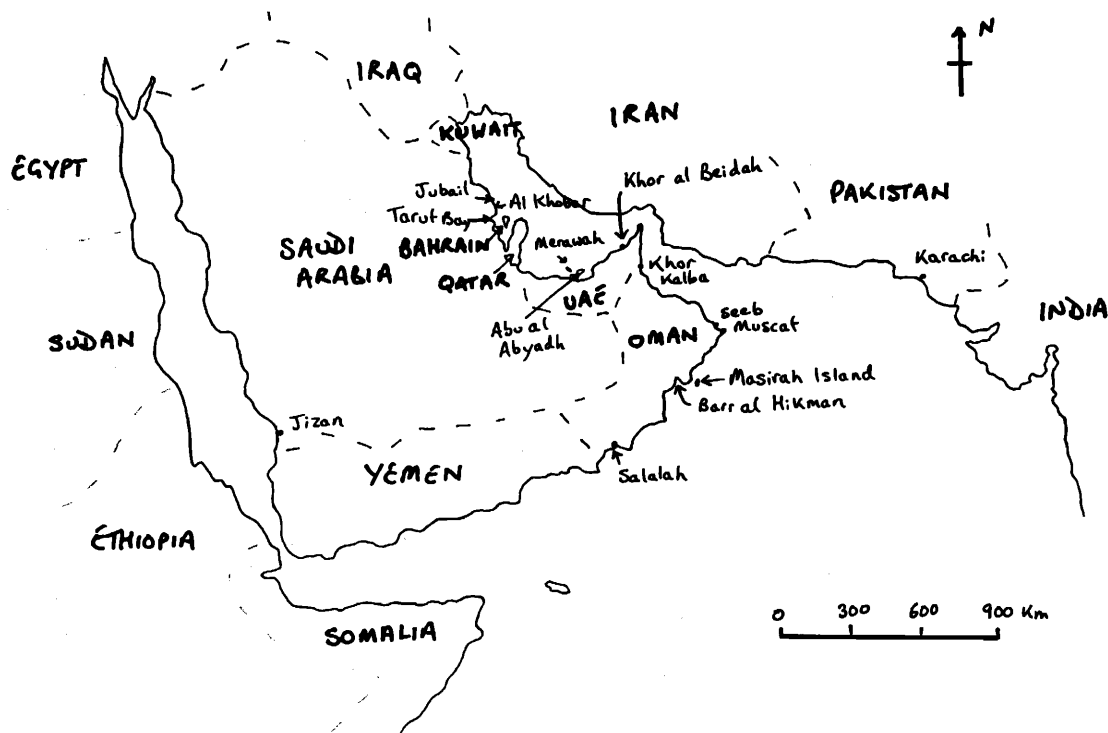 N
IRAQ
IRAN
KUWAIT
EGYPT
Khor al Beidah
PAKISTAN
Jubail
Al Khobar
Tarut Bay
SAUDI
ARABIA
BAHRAIN
Merawah
QATAR
Khor
Kalba
Karachi
UAE
Abu al
Abyadh
Seeb
Muscat
INDIA
OMAN
SUDAN
Masirah Island
Barr al Hikman
Jizan
YEMEN
Salalah
ETHIOPIA
0 300 600 900 Km
SOMALIA